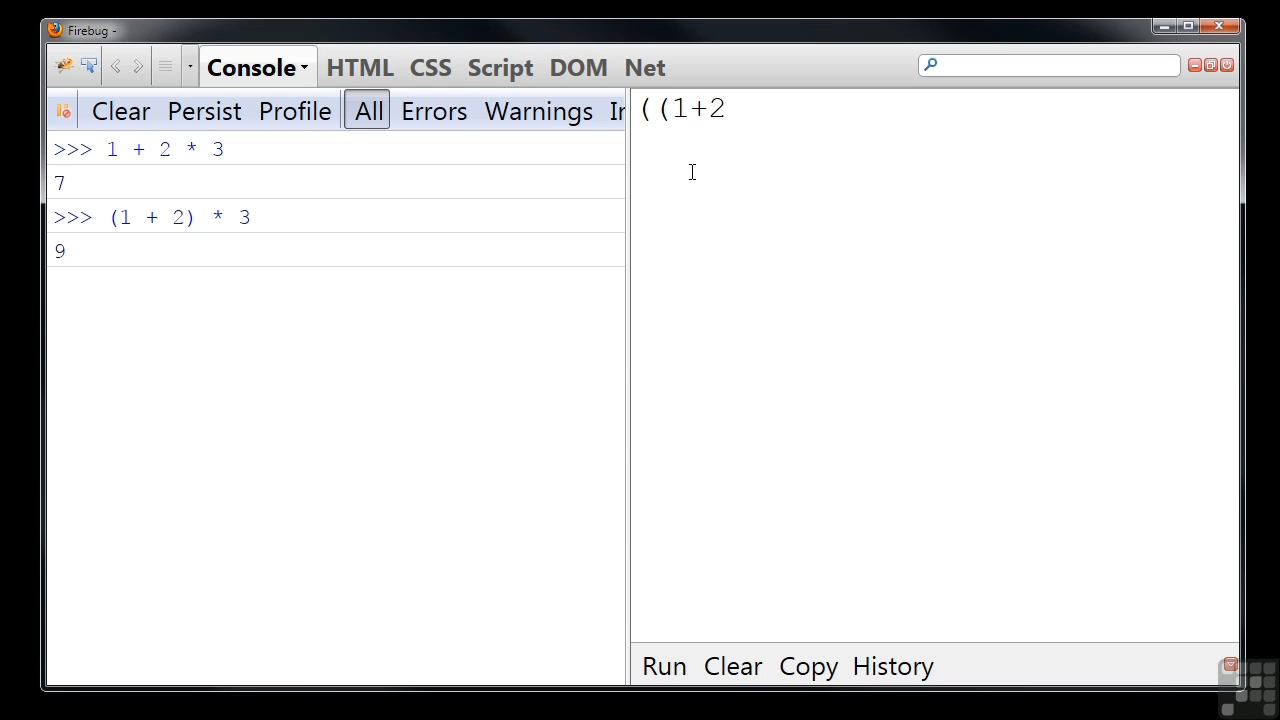 Firebug -
Console HTML CSS Script DOM Net
Clear Persist Profile All Errors Warnings In
>>> 1 + 2 * 3
7
>>> (1 + 2) * 3
9
((1+2
Run Clear Copy History